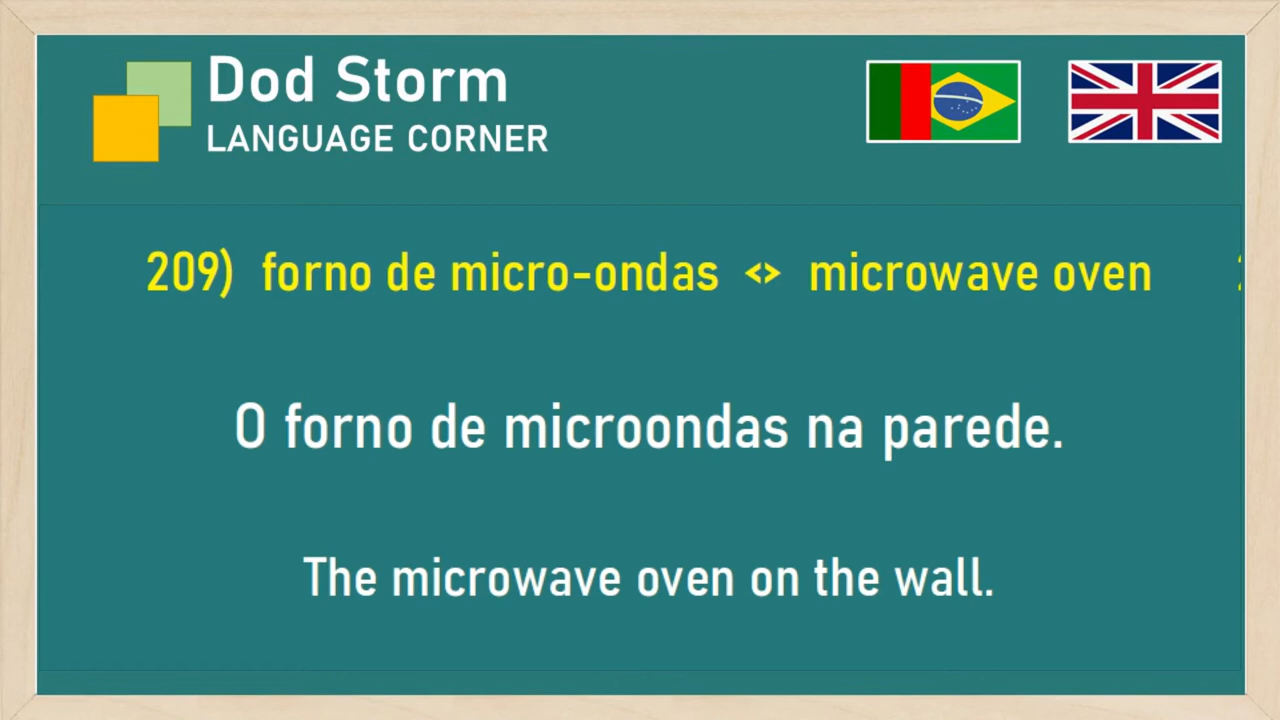 Dod Storm
LANGUAGE CORNER
209) forno de micro-ondas <> microwave oven
O forno de microondas na parede.
The microwave oven on the wall.